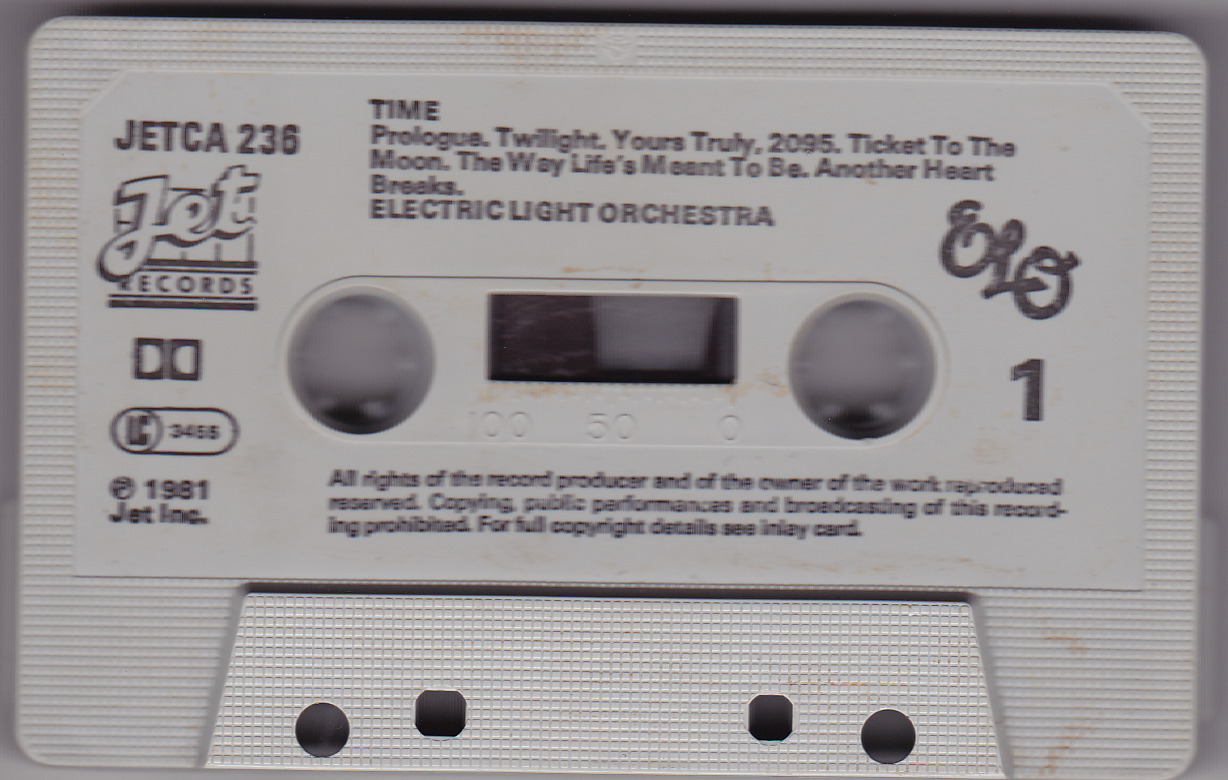 JETCA 236
TIME
Prologue. Twilight. Yours Truly, 2095. Ticket To The
Moon. The Way Life's Meant To Be. Another Heart
Breaks.
ELECTRIC LIGHT ORCHESTRA
Jet
RECORDS
ELO
1
LC 3455
100 50 0
℗ 1981
Jet Inc.
All rights of the record producer and of the owner of the work reproduced
reserved. Copying, public performances and broadcasting of this record-
ing prohibited. For full copyright details see inlay card.